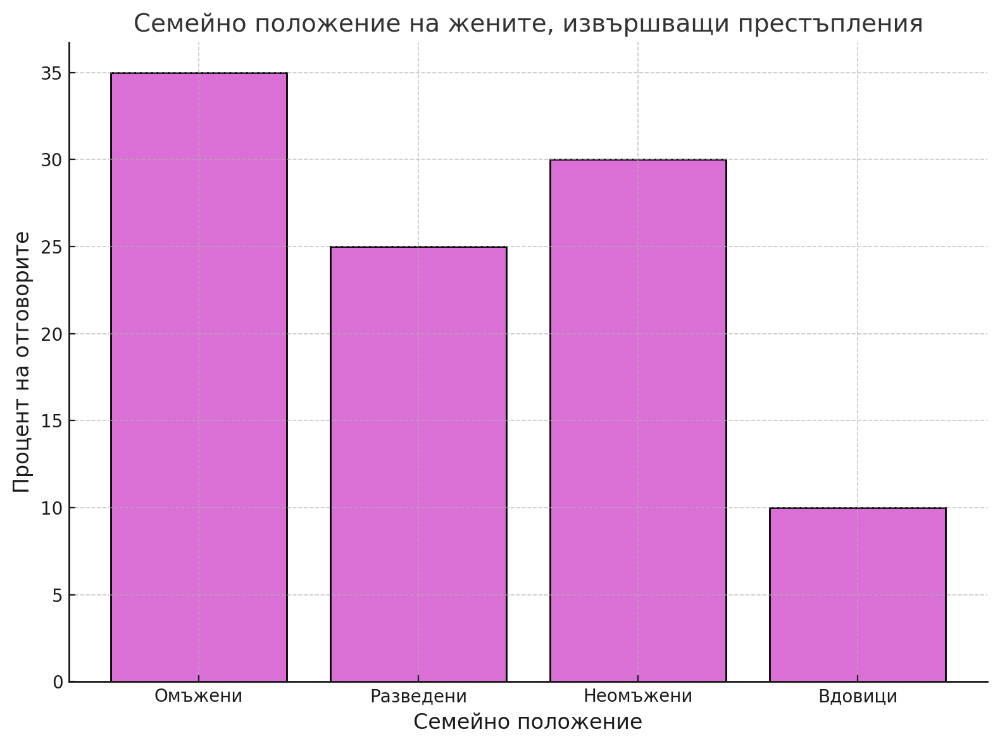 Семейно положение на жените, извършващи престъпления
Процент на отговорите
35
30
25
20
15
10
5
0
Омъжени
Разведени
Неомъжени
Вдовици
Семейно положение